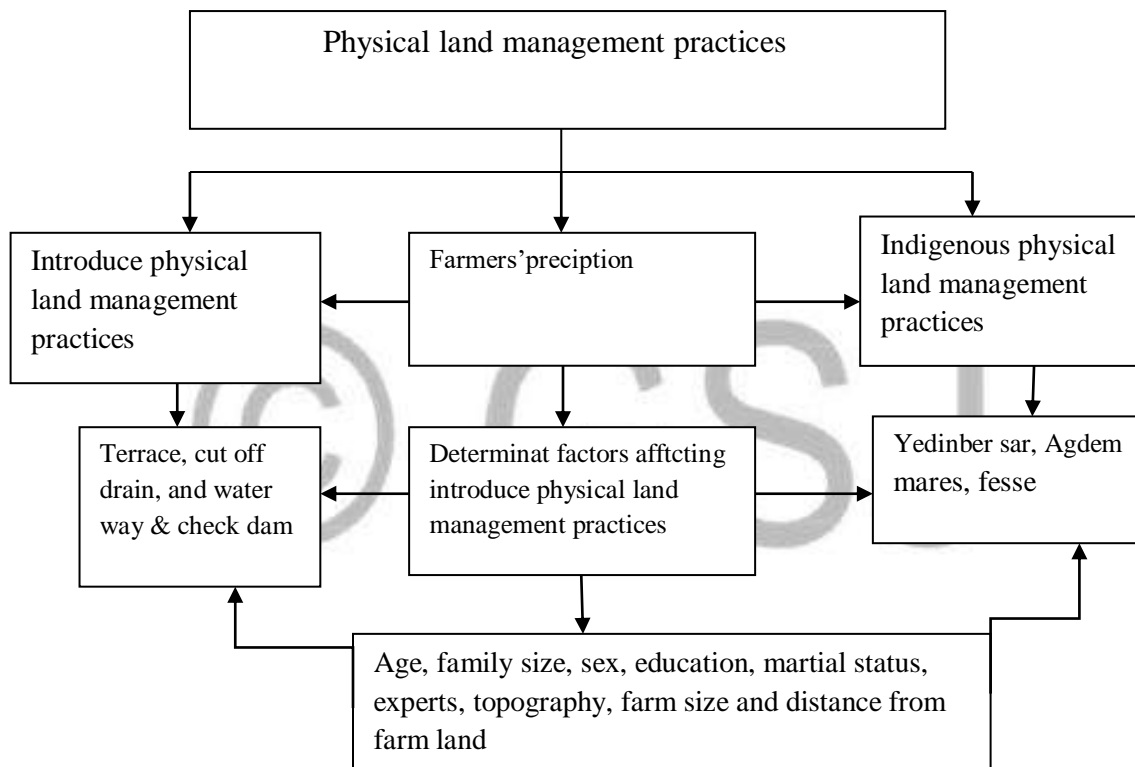 Physical land management practices
Introduce physical
land management
practices
Farmers'preciption
Indigenous physical
land management
practices
Terrace, cut off
drain, and water
way & check dam
Determinat factors afftcting
introduce physical land
management practices
Yedinber sar, Agdem
mares, fesse
Age, family size, sex, education, martial status,
experts, topography, farm size and distance from
farm land